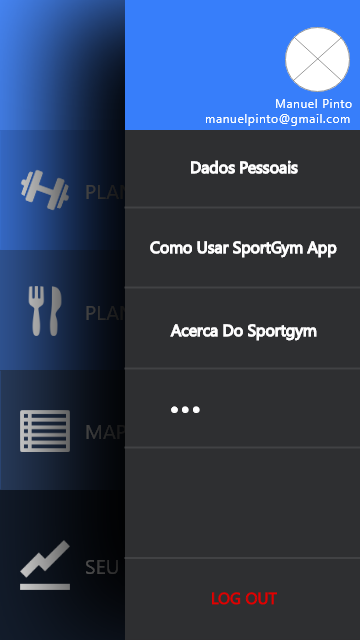 Manuel Pinto
manuelpinto@gmail.com
Dados Pessoais
Como Usar SportGym App
Acerca Do Sportgym
...
LOG OUT
PLAN
PLAN
MAP
SEU